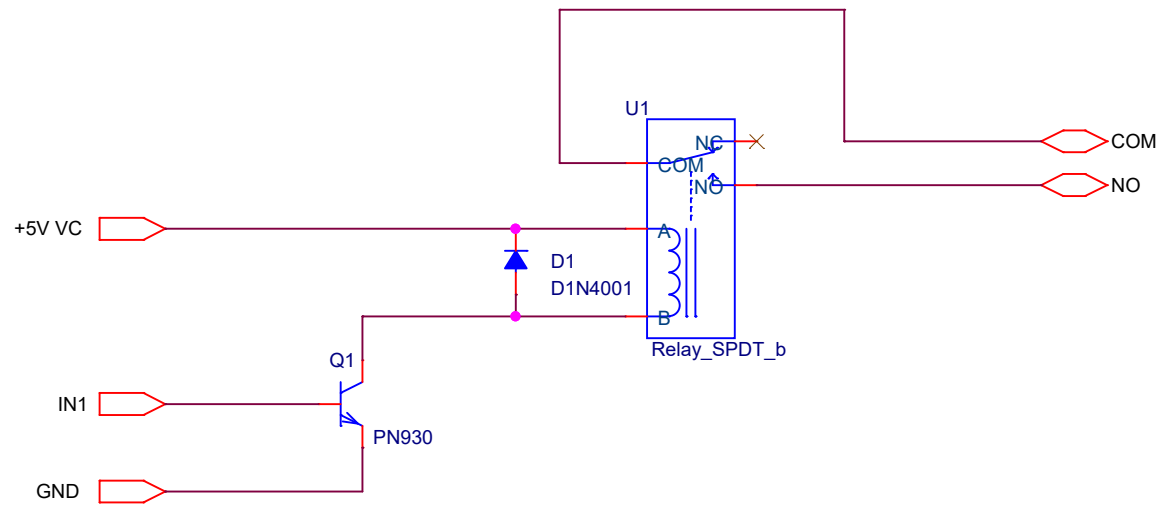 U1
NC
COM
COM
NO
NO
+5V VC
A
D1
D1N4001
B
Relay_SPDT_b
Q1
IN1
PN930
GND